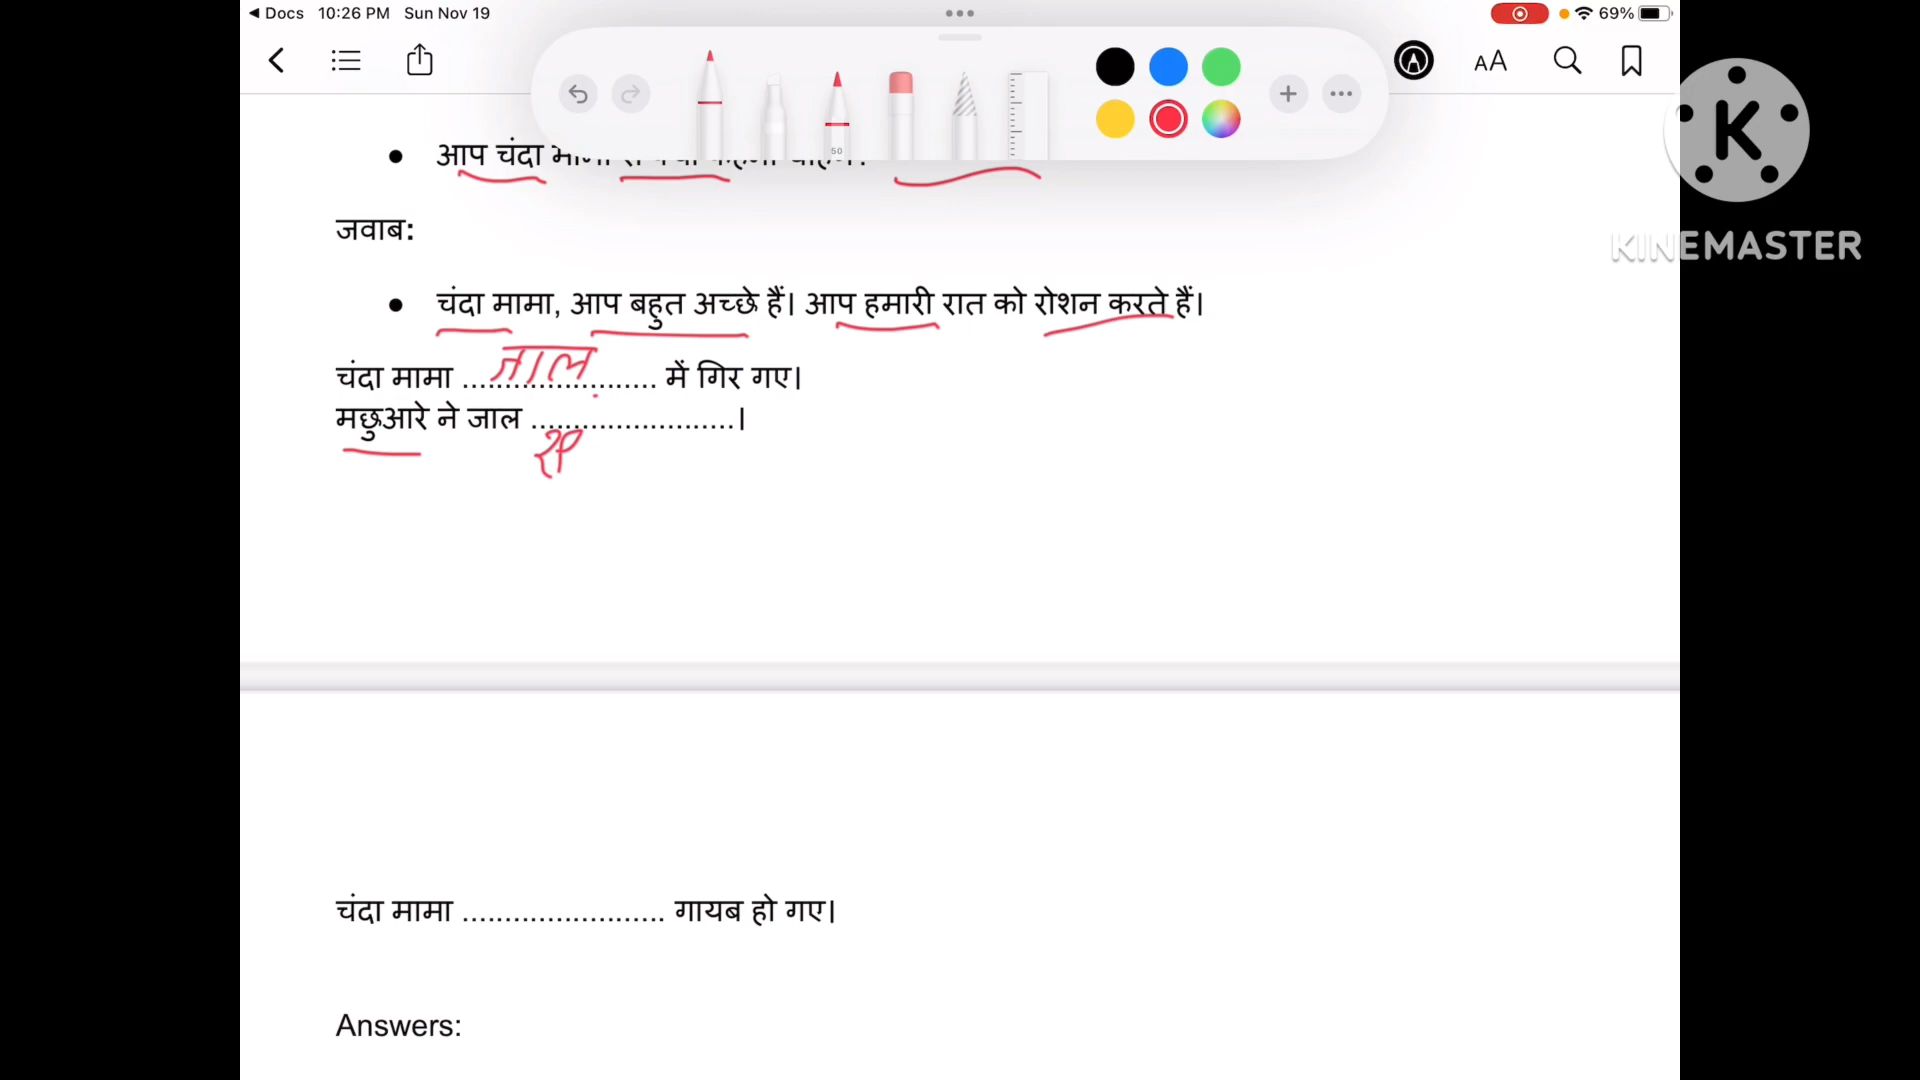 ◀ Docs 10:26 PM Sun Nov 19 69%
AA
50
आप चंदा
जवाब:
चंदा मामा, आप बहुत अच्छे हैं। आप हमारी रात को रोशन करते हैं।
जाल
चंदा मामा ....................... में गिर गए।
मछुआरे ने जाल ........................।
चंदा मामा ........................ गायब हो गए।
Answers:
K
KINEMASTER